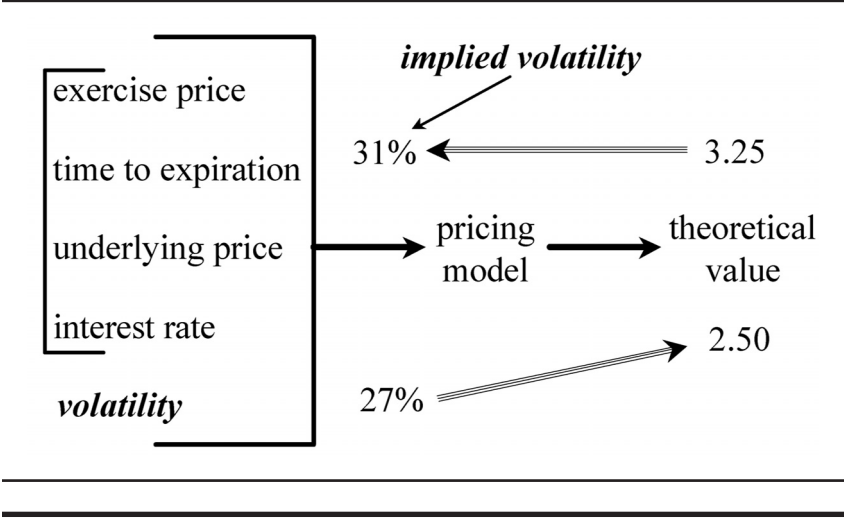 implied volatility
exercise price
31%
3.25
time to expiration
pricing
model
theoretical
value
underlying price
interest rate
2.50
volatility
27%